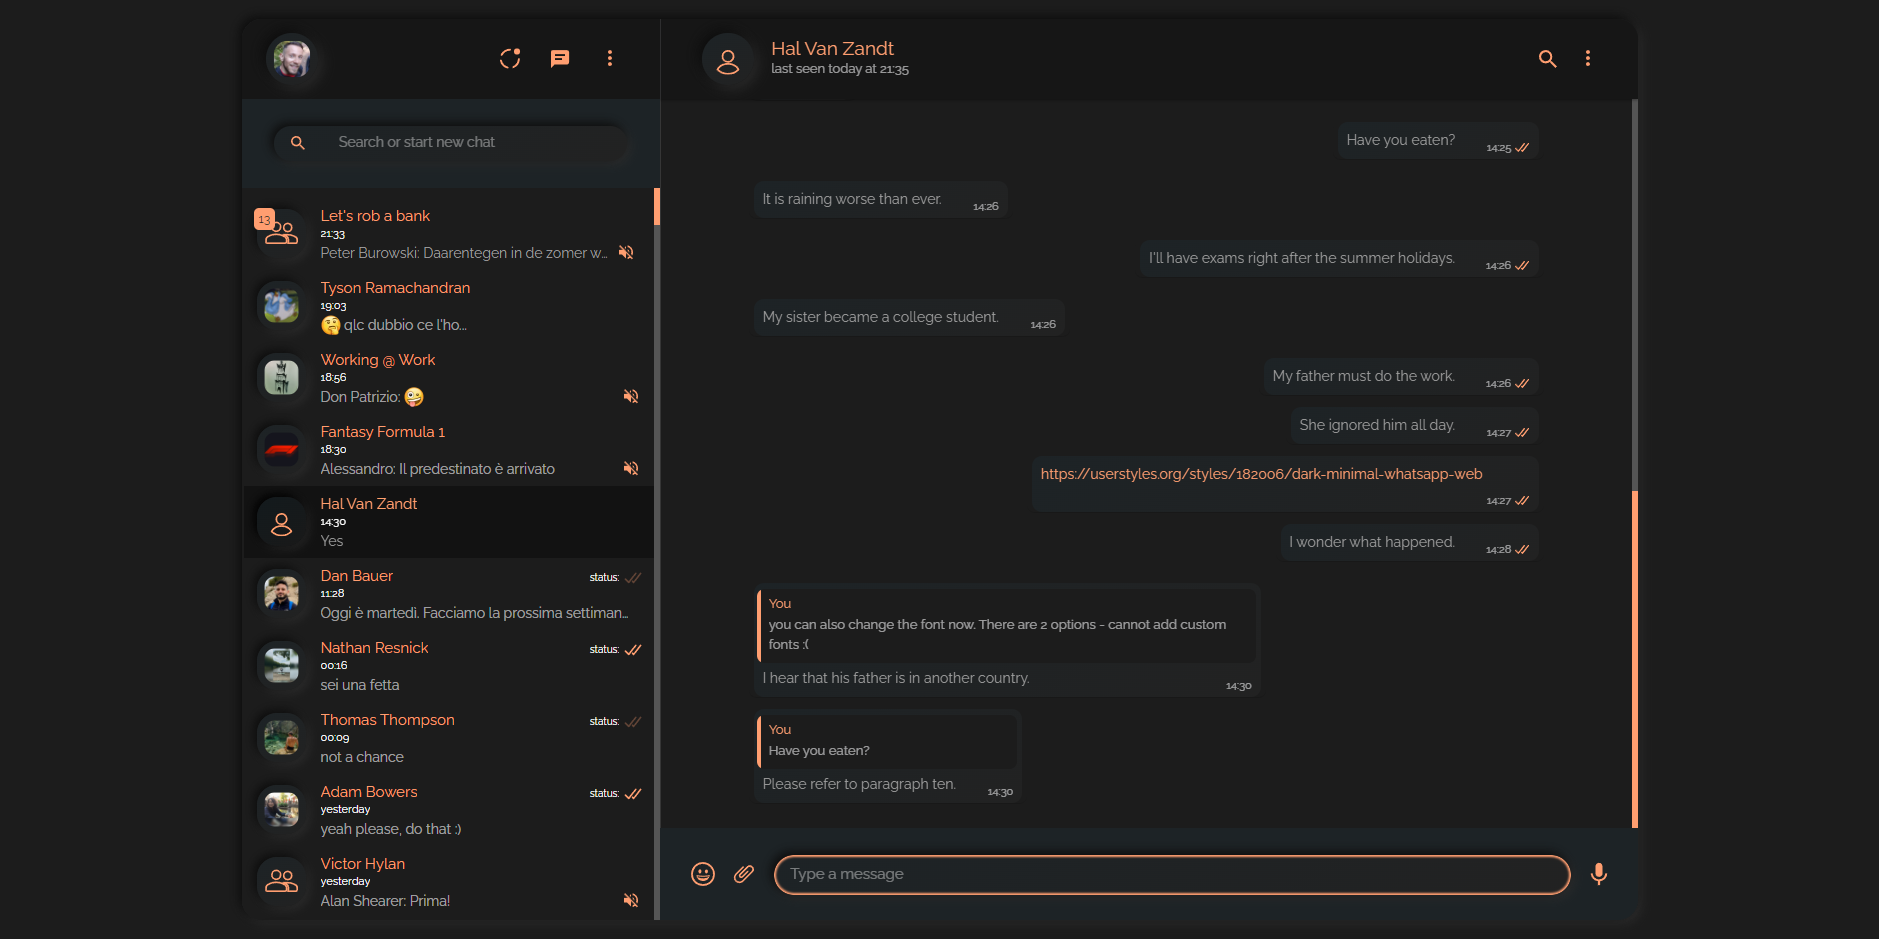 Search or start new chat
13
Let's rob a bank
21:33
Peter Burowski: Daarentegen in de zomer w...
Tyson Ramachandran
19:03
🤔 qlc dubbio ce l'ho...
Working @ Work
18:56
Don Patrizio: 🤪
Fantasy Formula 1
18:30
Alessandro: Il predestinato è arrivato
Hal Van Zandt
14:30
Yes
Dan Bauer
status:
11:28
Oggi è martedì. Facciamo la prossima settiman...
Nathan Resnick
status:
00:16
sei una fetta
Thomas Thompson
status:
00:09
not a chance
Adam Bowers
status:
yesterday
yeah please, do that :)
Victor Hylan
yesterday
Alan Shearer: Prima!
Hal Van Zandt
last seen today at 21:35
Have you eaten?
14:25
It is raining worse than ever.
14:26
I'll have exams right after the summer holidays.
14:26
My sister became a college student.
14:26
My father must do the work.
14:26
She ignored him all day.
14:27
https://userstyles.org/styles/182006/dark-minimal-whatsapp-web
14:27
I wonder what happened.
14:28
You
you can also change the font now. There are 2 options - cannot add custom
fonts :(
I hear that his father is in another country.
14:30
You
Have you eaten?
Please refer to paragraph ten.
14:30
Type a message